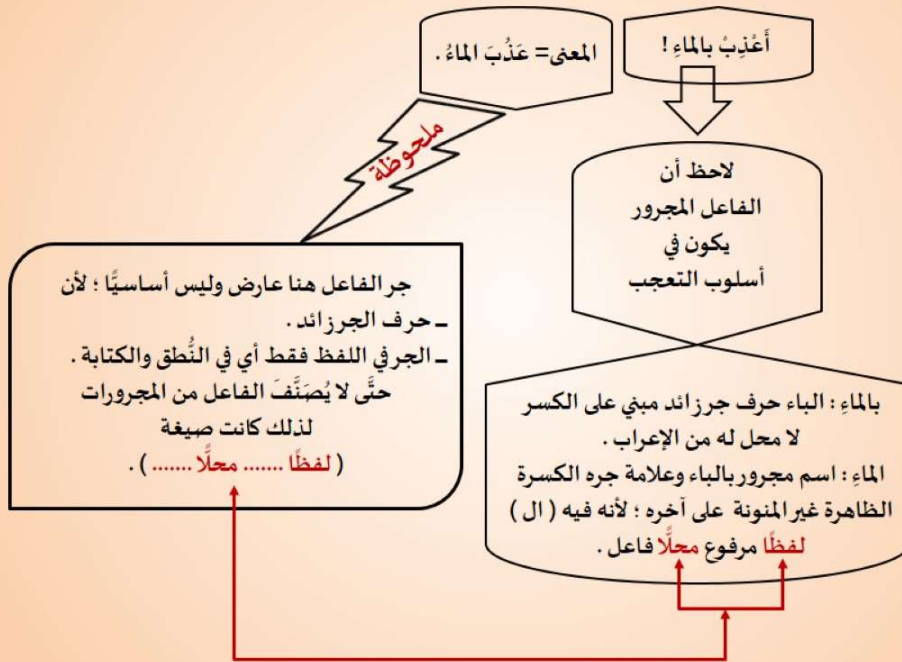 أَعْذِبْ بالماءِ!
المعنى= عَذُبَ الماءُ .
ملحوظة
لاحظ أن
الفاعل المجرور
يكون في
أسلوب التعجب
جر الفاعل هنا عارض وليس أساسيًّا ؛ لأن
ـ حرف الجر زائد .
ـ الجر في اللفظ فقط أي في النُّطق والكتابة .
حتَّى لا يُصَنَّفَ الفاعل من المجرورات
لذلك كانت صيغة
( لفظًا ....... محلًّا ....... ) .
بالماءِ : الباء حرف جر زائد مبني على الكسر
لا محل له من الإعراب .
الماءِ : اسم مجرور بالباء وعلامة جره الكسرة
الظاهرة غير المنونة على آخره ؛ لأنه فيه ( ال )
لفظًا مرفوع محلًّا فاعل .